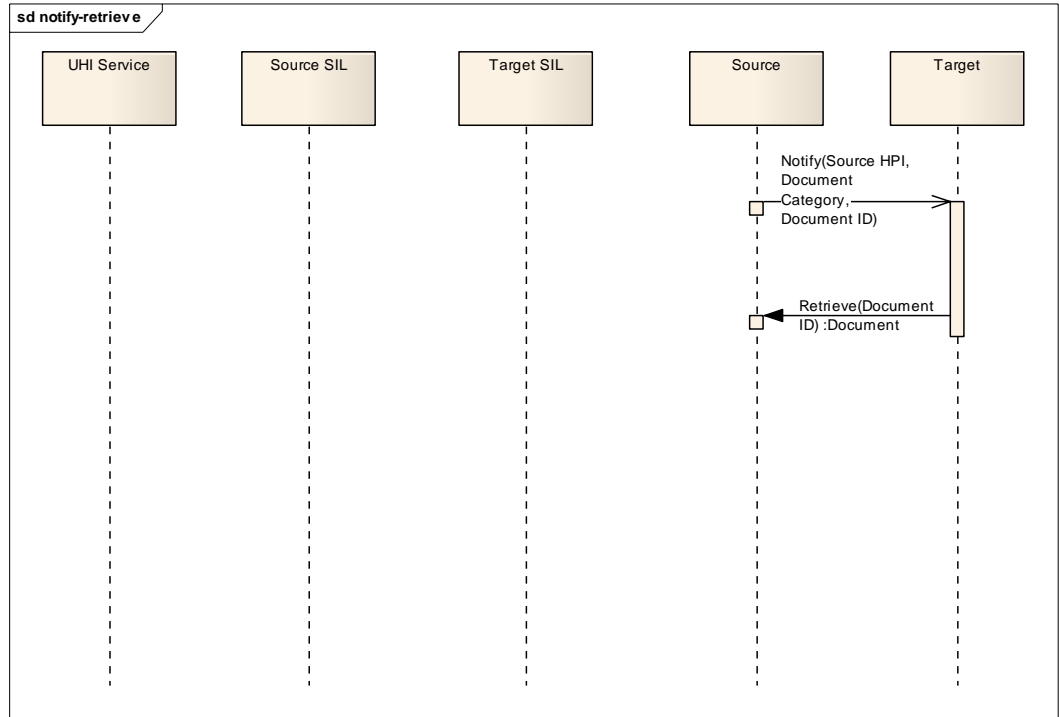 sd notify-retrieve
UHI Service
Source SIL
Target SIL
Source
Target
Notify(Source HPI,
Document
Category,
Document ID)
Retrieve(Document
ID) :Document